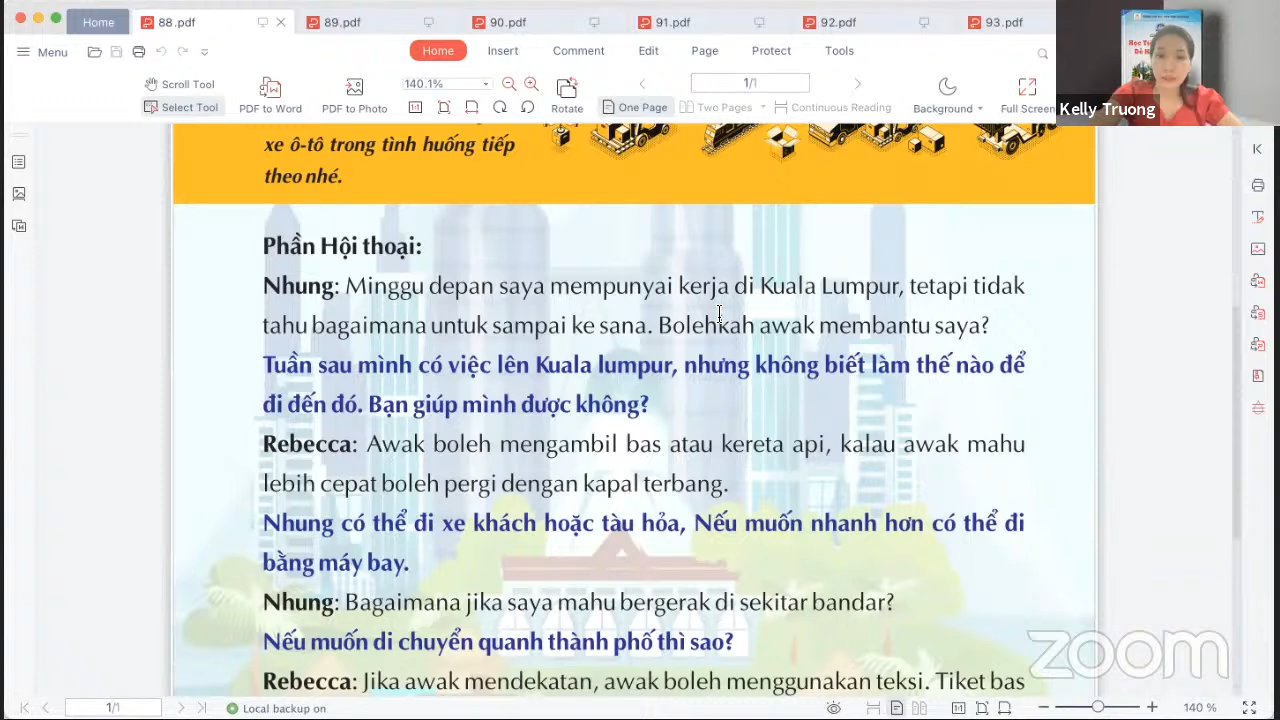 Home
88.pdf
89.pdf
90.pdf
91.pdf
92.pdf
93.pdf
Menu
Home
Insert
Comment
Edit
Page
Protect
Tools
Scroll Tool
Select Tool
PDF to Word
PDF to Photo
140.1%
Rotate
1/1
One Page
Two Pages
Continuous Reading
Background
Full Screen
Kelly Truong
xe ô-tô trong tình huống tiếp
theo nhé.
Phần Hội thoại:
Nhung: Minggu depan saya mempunyai kerja di Kuala Lumpur, tetapi tidak
tahu bagaimana untuk sampai ke sana. Bolehkah awak membantu saya?
Tuần sau mình có việc lên Kuala lumpur, nhưng không biết làm thế nào để
đi đến đó. Bạn giúp mình được không?
Rebecca: Awak boleh mengambil bas atau kereta api, kalau awak mahu
lebih cepat boleh pergi dengan kapal terbang.
Nhung có thể đi xe khách hoặc tàu hỏa, Nếu muốn nhanh hơn có thể đi
bằng máy bay.
Nhung: Bagaimana jika saya mahu bergerak di sekitar bandar?
Nếu muốn di chuyển quanh thành phố thì sao?
Rebecca: Jika awak mendekatan, awak boleh menggunakan teksi. Tiket bas
zoom
1/1
Local backup on
140 %